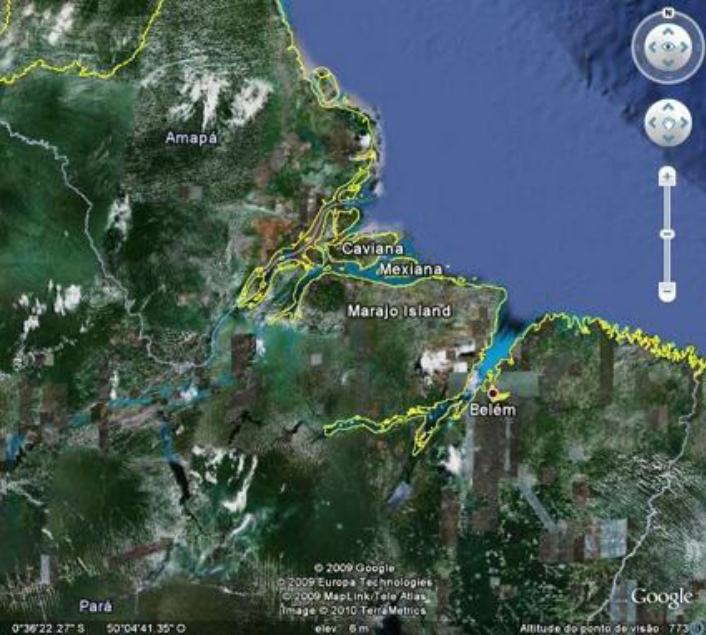 N
Amapá
Caviana
Mexiana
Marajo Island
Belém
© 2009 Google
© 2009 Europa Technologies
© 2009 MapLink/Tele Atlas
Image © 2010 TerraMetrics
Google
Pará
0°36'22.27" S 50°04'41.35" O elev. 6 m Altitude do ponto de visão 773